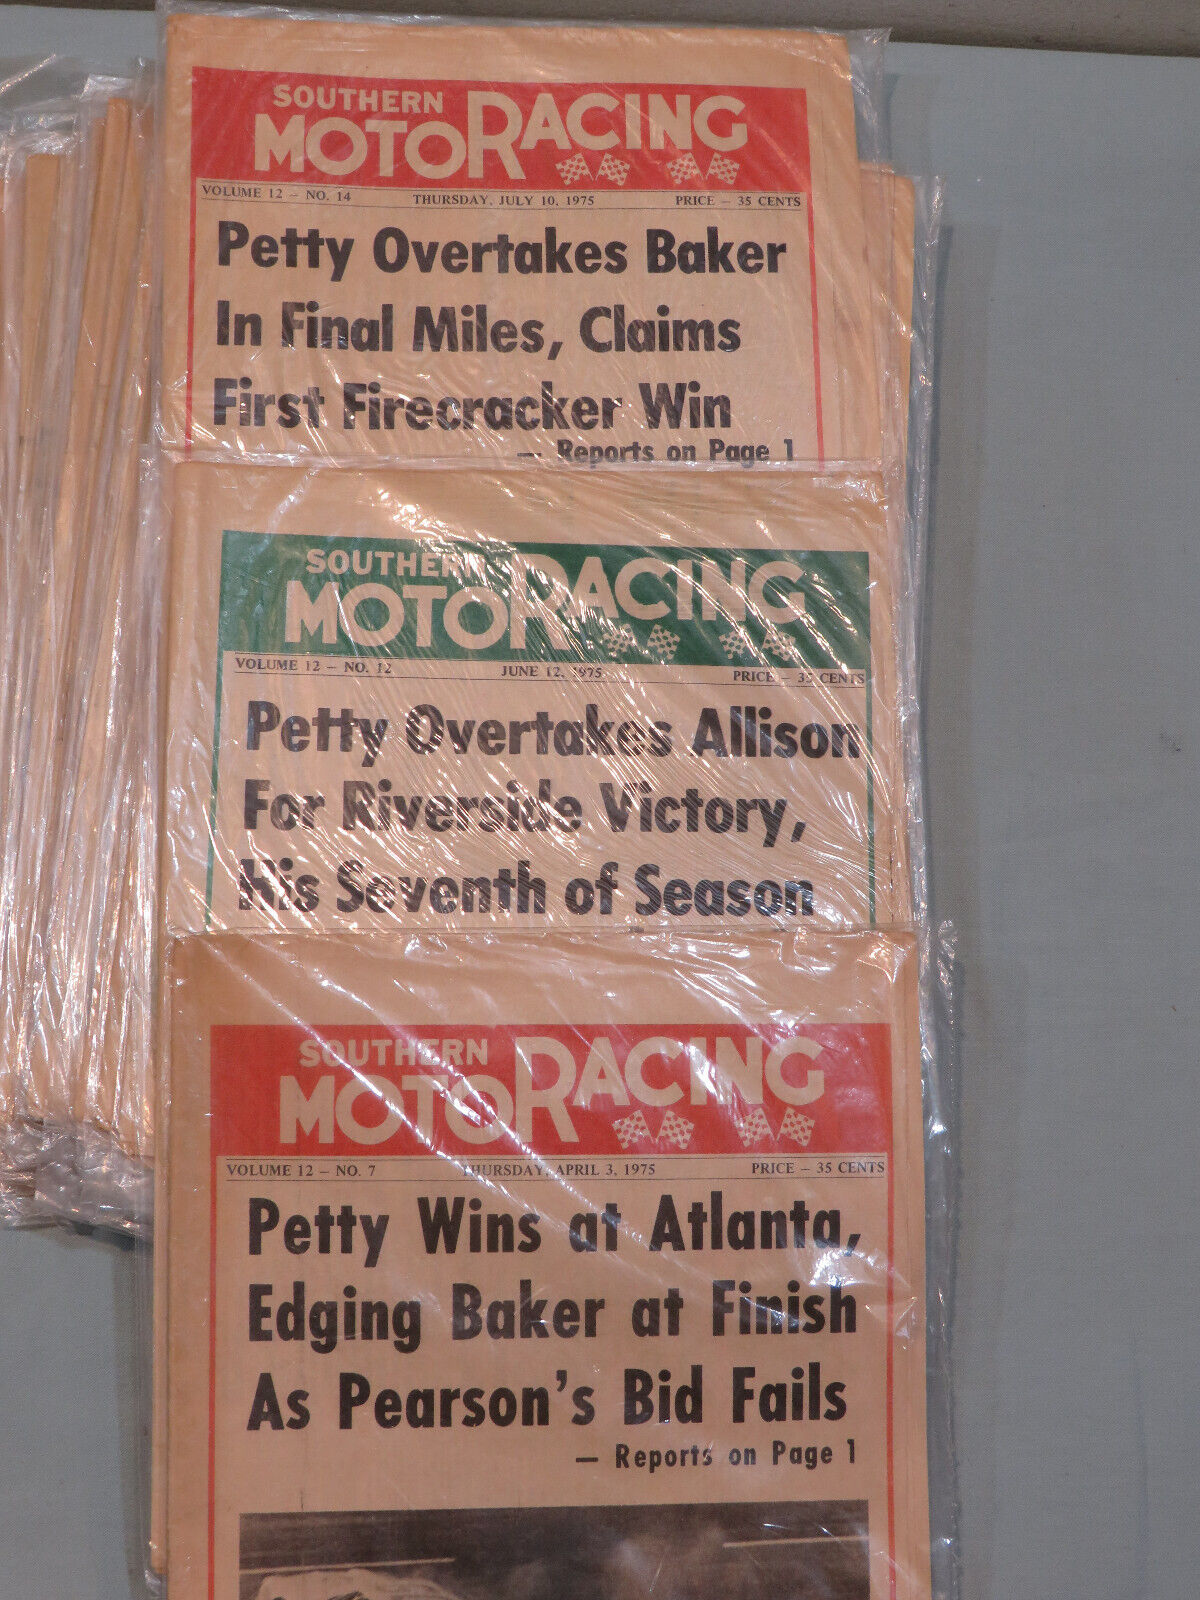 SOUTHERN
MOTORACING
VOLUME 12 – NO. 14 THURSDAY, JULY 10, 1975 PRICE – 35 CENTS
Petty Overtakes Baker
In Final Miles, Claims
First Firecracker Win
— Reports on Page 1
SOUTHERN
MOTORACING
VOLUME 12 – NO. 12 JUNE 12, 1975 PRICE – 35 CENTS
Petty Overtakes Allison
For Riverside Victory,
His Seventh of Season
SOUTHERN
MOTORACING
VOLUME 12 – NO. 7 THURSDAY, APRIL 3, 1975 PRICE – 35 CENTS
Petty Wins at Atlanta,
Edging Baker at Finish
As Pearson's Bid Fails
— Reports on Page 1